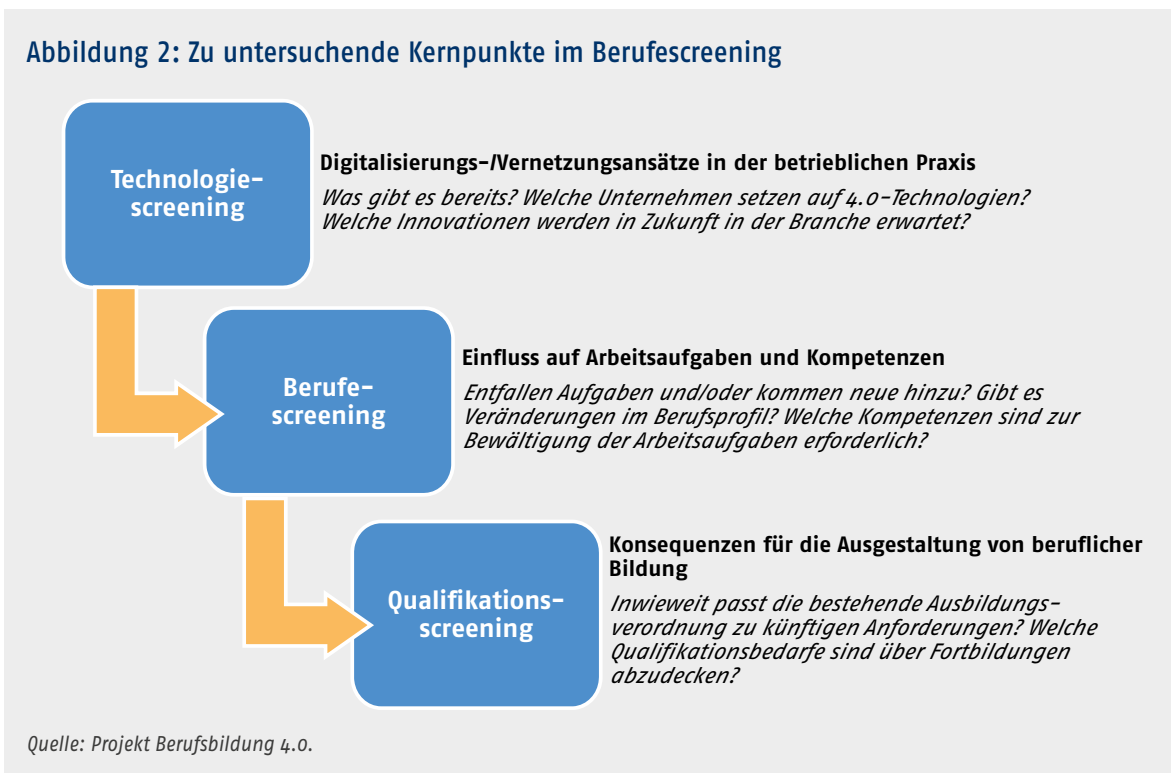 Abbildung 2: Zu untersuchende Kernpunkte im Berufescreening
Technologie-
screening
Digitalisierungs-/Vernetzungsansätze in der betrieblichen Praxis
Was gibt es bereits? Welche Unternehmen setzen auf 4.0-Technologien?
Welche Innovationen werden in Zukunft in der Branche erwartet?
Berufe-
screening
Einfluss auf Arbeitsaufgaben und Kompetenzen
Entfallen Aufgaben und/oder kommen neue hinzu? Gibt es
Veränderungen im Berufsprofil? Welche Kompetenzen sind zur
Bewältigung der Arbeitsaufgaben erforderlich?
Qualifikations-
screening
Konsequenzen für die Ausgestaltung von beruflicher
Bildung
Inwieweit passt die bestehende Ausbildungs-
verordnung zu künftigen Anforderungen? Welche
Qualifikationsbedarfe sind über Fortbildungen
abzudecken?
Quelle: Projekt Berufsbildung 4.0.